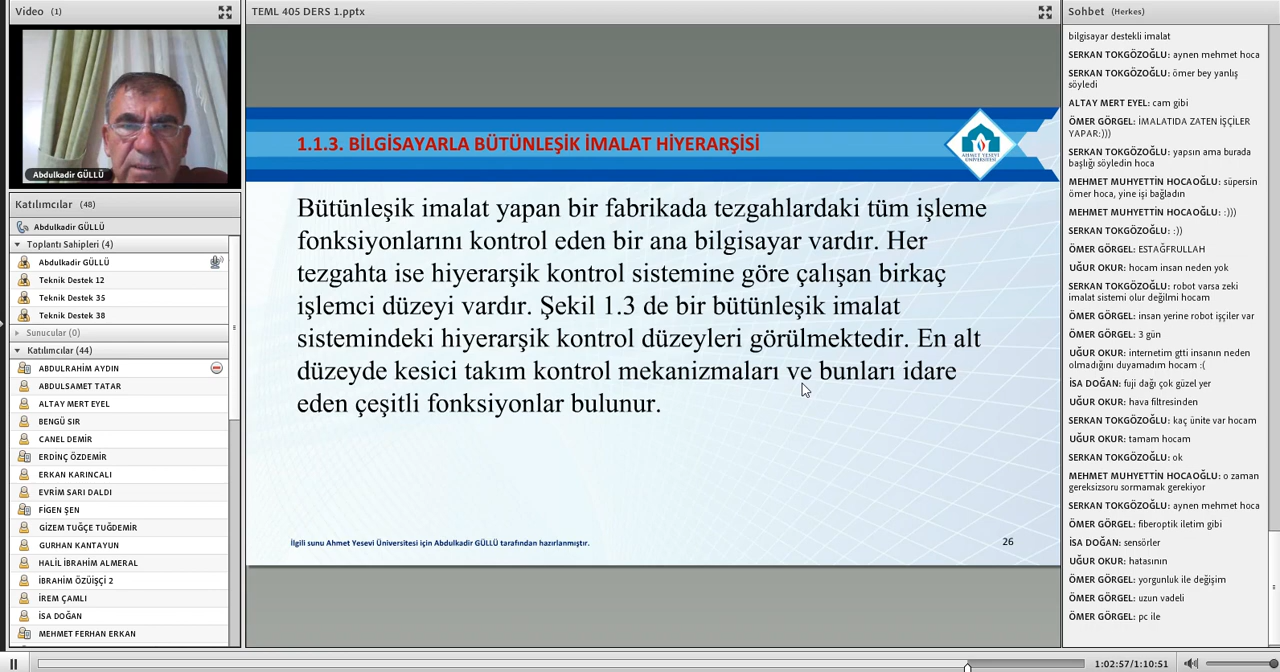 Video (1)
Abdulkadir GÜLLÜ
Katılımcılar (48)
Abdulkadir GÜLLÜ
Toplantı Sahipleri (4)
Abdulkadir GÜLLÜ
Teknik Destek 12
Teknik Destek 35
Teknik Destek 38
Sunucular (0)
Katılımcılar (44)
ABDULRAHİM AYDIN
ABDULSAMET TATAR
ALTAY MERT EYEL
BENGÜ SIR
CANEL DEMİR
ERDİNÇ ÖZDEMİR
ERKAN KARINCALI
EVRİM SARI DALDI
FİGEN ŞEN
GİZEM TUĞÇE TUĞDEMİR
GURHAN KANTAYUN
HALİL İBRAHİM ALMERAL
İBRAHİM ÖZÜİŞÇİ 2
İREM ÇAMLI
İSA DOĞAN
MEHMET FERHAN ERKAN
TEML 405 DERS 1.pptx
1.1.3. BİLGİSAYARLA BÜTÜNLEŞİK İMALAT HİYERARŞİSİ
AHMET YESEVİ
ÜNİVERSİTESİ
Bütünleşik imalat yapan bir fabrikada tezgahlardaki tüm işleme
fonksiyonlarını kontrol eden bir ana bilgisayar vardır. Her
tezgahta ise hiyerarşik kontrol sistemine göre çalışan birkaç
işlemci düzeyi vardır. Şekil 1.3 de bir bütünleşik imalat
sistemindeki hiyerarşik kontrol düzeyleri görülmektedir. En alt
düzeyde kesici takım kontrol mekanizmaları ve bunları idare
eden çeşitli fonksiyonlar bulunur.
İlgili sunu Ahmet Yesevi Üniversitesi için Abdulkadir GÜLLÜ tarafından hazırlanmıştır.
26
Sohbet (Herkes)
bilgisayar destekli imalat
SERKAN TOKGÖZOĞLU: aynen mehmet hoca
SERKAN TOKGÖZOĞLU: ömer bey yanlış
söyledi
ALTAY MERT EYEL: cam gibi
ÖMER GÖRGEL: İMALATIDA ZATEN İŞÇİLER
YAPAR:)))
SERKAN TOKGÖZOĞLU: yapsın ama burada
başlığı söyledin hoca
MEHMET MUHYETTİN HOCAOĞLU: süpersin
ömer hoca, yine işi bağladın
MEHMET MUHYETTİN HOCAOĞLU: :)))
SERKAN TOKGÖZOĞLU: :))
ÖMER GÖRGEL: ESTAĞFRULLAH
UĞUR OKUR: hocam insan neden yok
SERKAN TOKGÖZOĞLU: robot varsa zeki
imalat sistemi olur değilmi hocam
ÖMER GÖRGEL: insan yerine robot işçiler var
ÖMER GÖRGEL: 3 gün
UĞUR OKUR: internetim gtti insanın neden
olmadığını duyamadım hocam :(
İSA DOĞAN: fuji dağı çok güzel yer
UĞUR OKUR: hava filtresinden
SERKAN TOKGÖZOĞLU: kaç ünite var hocam
UĞUR OKUR: tamam hocam
SERKAN TOKGÖZOĞLU: ok
MEHMET MUHYETTİN HOCAOĞLU: o zaman
gereksizsoru sormamak gerekiyor
SERKAN TOKGÖZOĞLU: aynen mehmet hoca
ÖMER GÖRGEL: fiberoptik iletim gibi
İSA DOĞAN: sensörler
UĞUR OKUR: hatasının
ÖMER GÖRGEL: yorgunluk ile değişim
ÖMER GÖRGEL: uzun vadeli
ÖMER GÖRGEL: pc ile
1:02:57/1:10:51